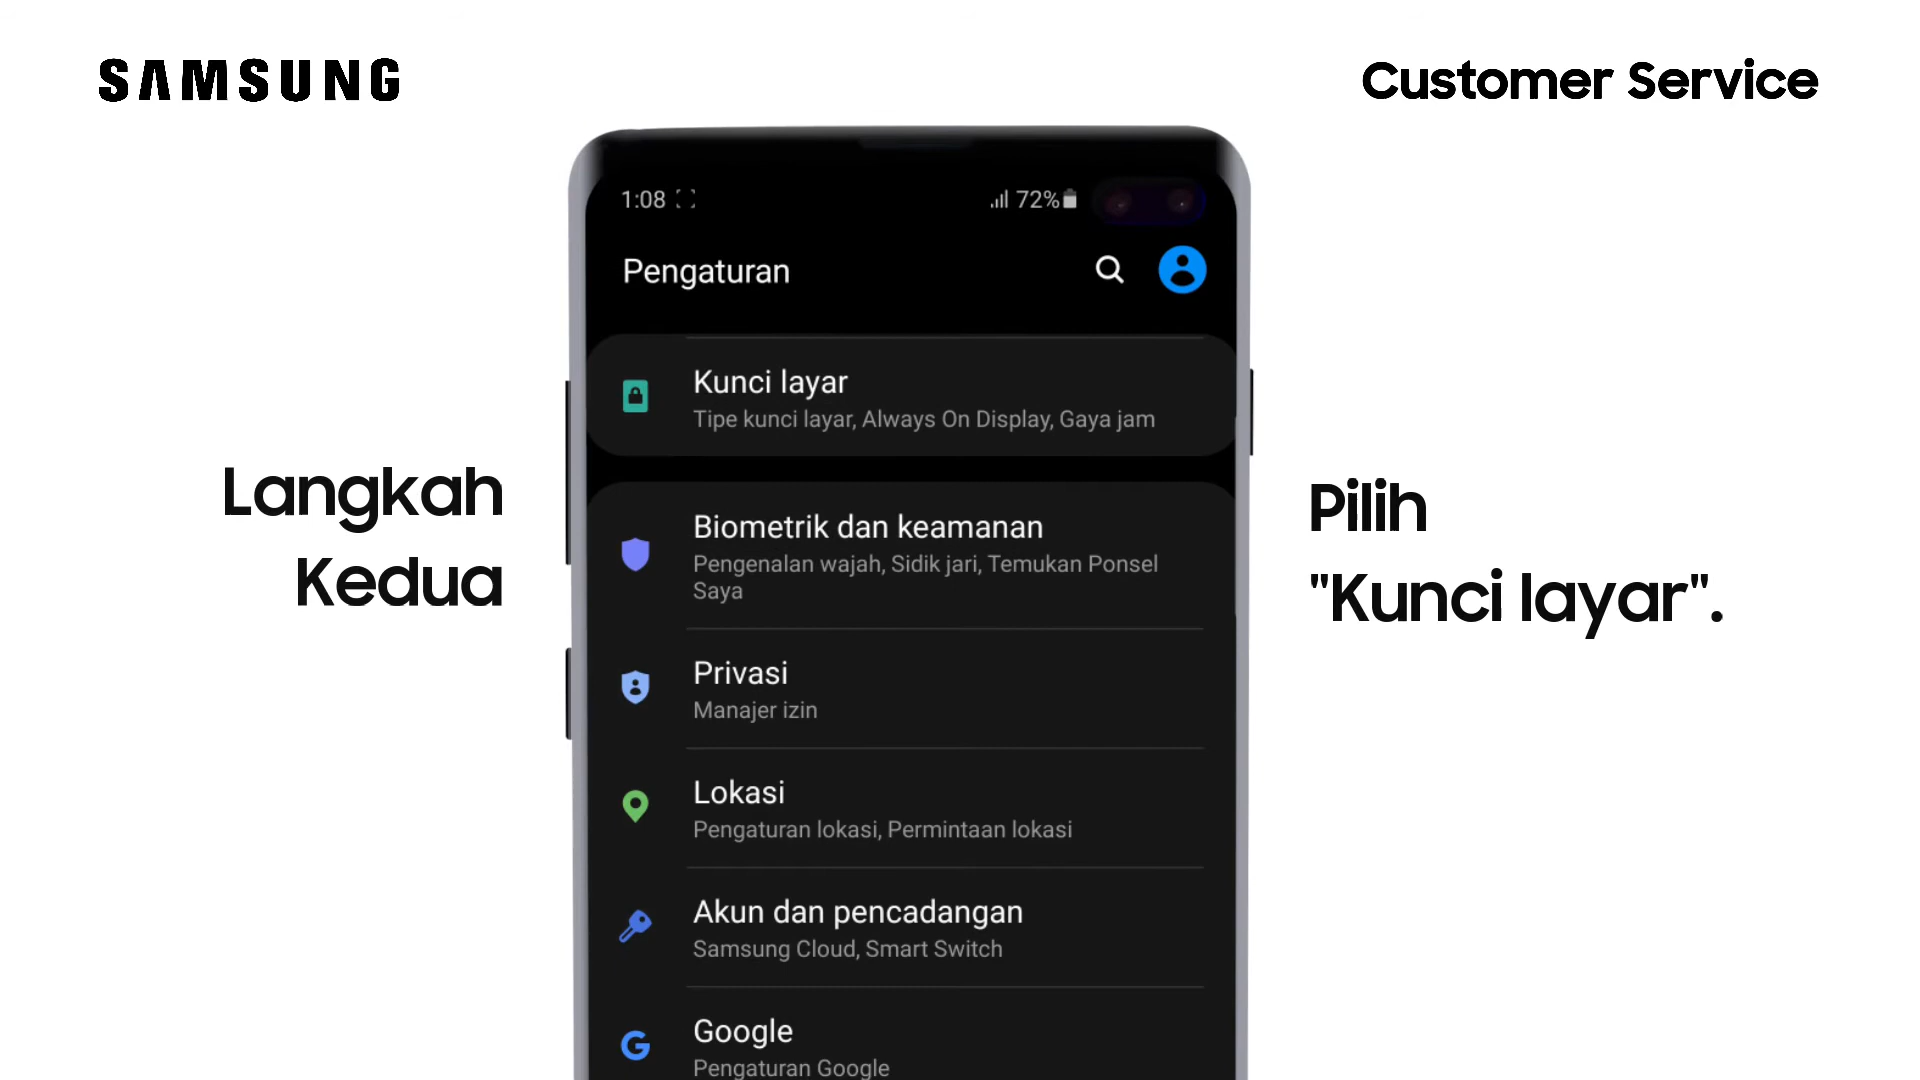 SAMSUNG
Customer Service
1:08
72%
Pengaturan
Kunci layar
Tipe kunci layar, Always On Display, Gaya jam
Biometrik dan keamanan
Pengenalan wajah, Sidik jari, Temukan Ponsel
Saya
Privasi
Manajer izin
Lokasi
Pengaturan lokasi, Permintaan lokasi
Akun dan pencadangan
Samsung Cloud, Smart Switch
Google
Pengaturan Google
Langkah
Kedua
Pilih
"Kunci layar".